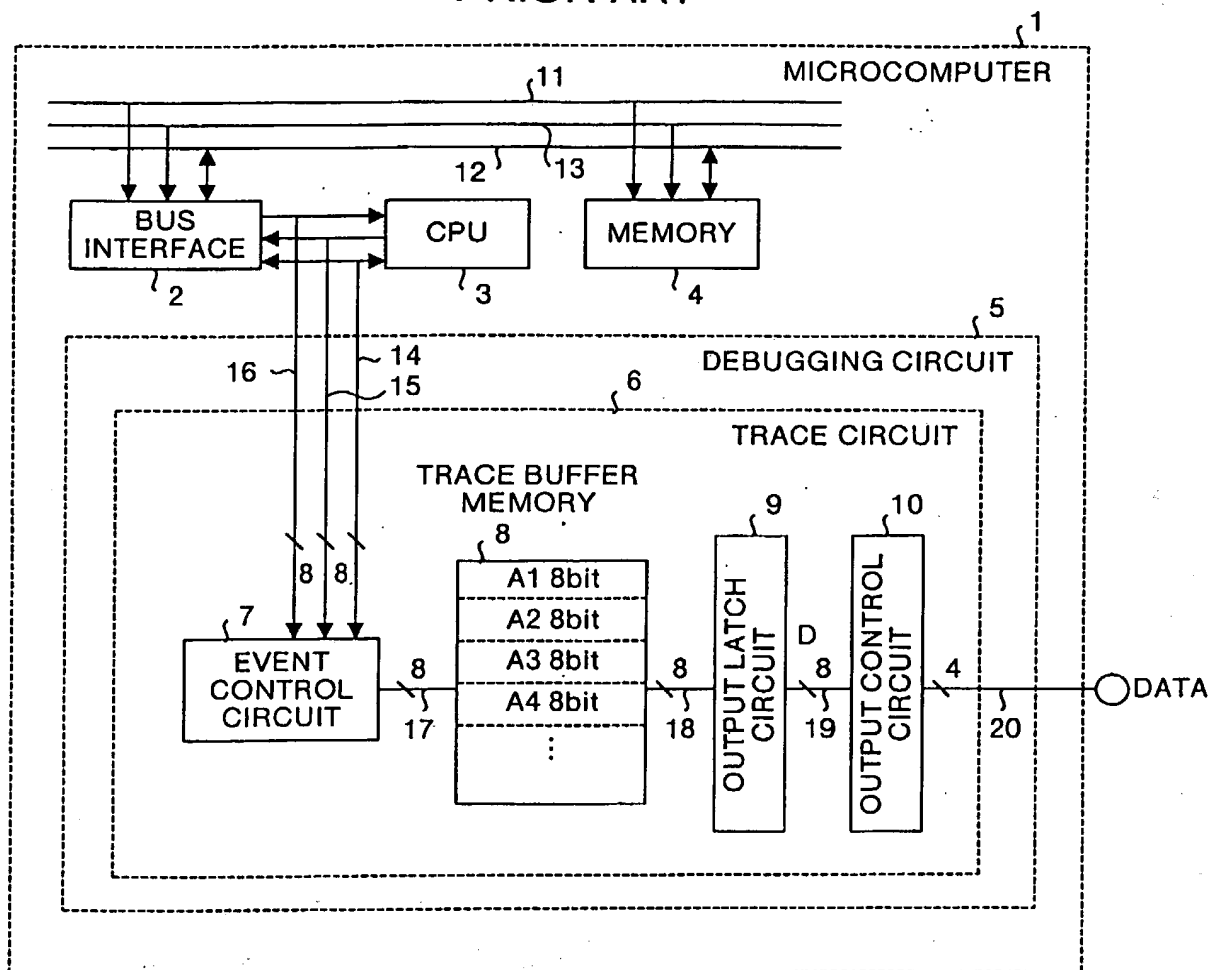 PRIOR ART
1
MICROCOMPUTER
11
13
12
BUS
INTERFACE
CPU
MEMORY
2
3
4
5
DEBUGGING CIRCUIT
14
16
15
6
TRACE CIRCUIT
TRACE BUFFER
MEMORY
8
9
10
8 8
7
EVENT
CONTROL
CIRCUIT
A1 8bit
A2 8bit
A3 8bit
A4 8bit
⋮
8
17
8
18
OUTPUT LATCH
CIRCUIT
D
8
19
OUTPUT CONTROL
CIRCUIT
4
20
DATA